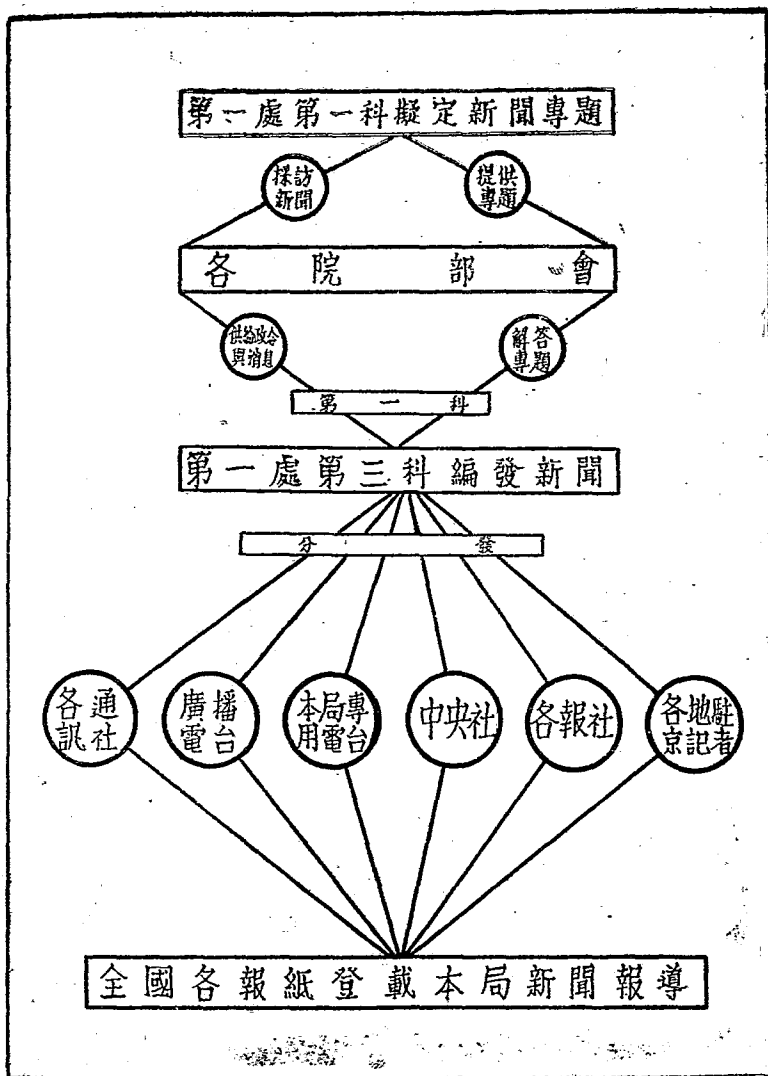 第一處第一科擬定新聞專題
採訪
新聞
提供
專題
各院部會
供給政令
與消息
解答
專題
第一科
第一處第三科編發新聞
分發
各通
訊社
廣播
電台
本局專
用電台
中央社
各報社
各地駐
京記者
全國各報紙登載本局新聞報導